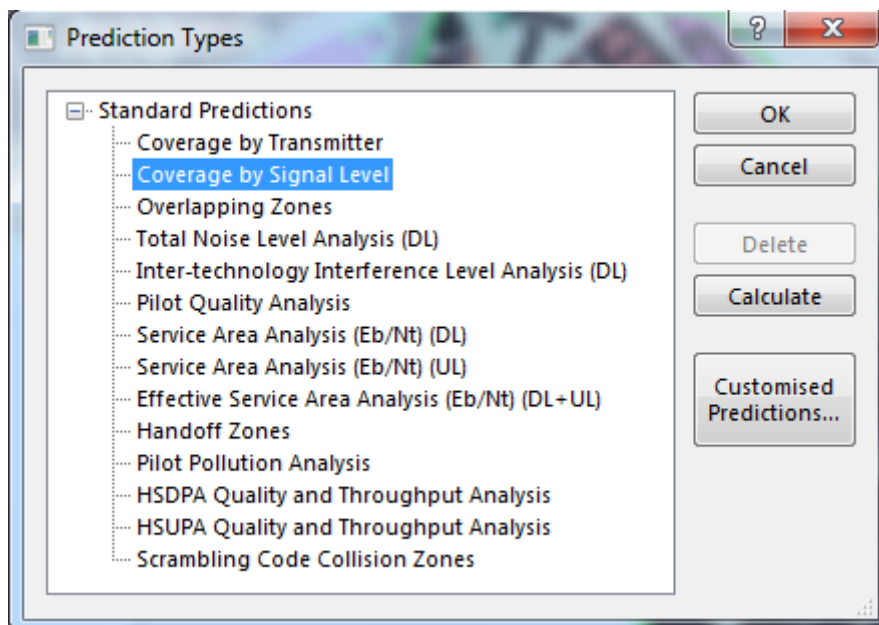 Prediction Types
Standard Predictions
Coverage by Transmitter
Coverage by Signal Level
Overlapping Zones
Total Noise Level Analysis (DL)
Inter-technology Interference Level Analysis (DL)
Pilot Quality Analysis
Service Area Analysis (Eb/Nt) (DL)
Service Area Analysis (Eb/Nt) (UL)
Effective Service Area Analysis (Eb/Nt) (DL+UL)
Handoff Zones
Pilot Pollution Analysis
HSDPA Quality and Throughput Analysis
HSUPA Quality and Throughput Analysis
Scrambling Code Collision Zones
OK
Cancel
Delete
Calculate
Customised
Predictions...